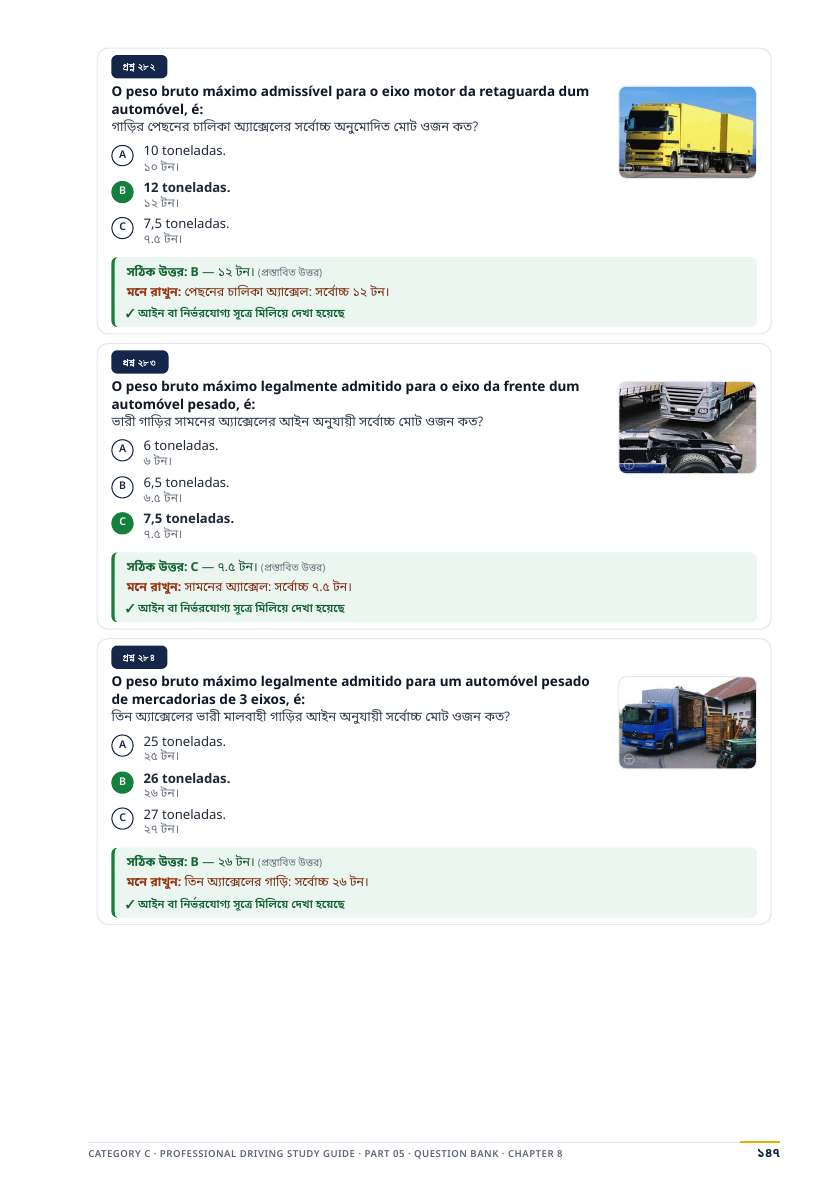 প্রশ্ন ২৮২
O peso bruto máximo admissível para o eixo motor da retaguarda dum
automóvel, é:
গাড়ির পেছনের চালিকা অ্যাক্সেলের সর্বোচ্চ অনুমোদিত মোট ওজন কত?
A 10 toneladas.
১০ টন।
B 12 toneladas.
১২ টন।
C 7,5 toneladas.
৭.৫ টন।
সঠিক উত্তর: B — ১২ টন। (প্রস্তাবিত উত্তর)
মনে রাখুন: পেছনের চালিকা অ্যাক্সেল: সর্বোচ্চ ১২ টন।
✓ আইন বা নির্ভরযোগ্য সূত্রে মিলিয়ে দেখা হয়েছে
প্রশ্ন ২৮৩
O peso bruto máximo legalmente admitido para o eixo da frente dum
automóvel pesado, é:
ভারী গাড়ির সামনের অ্যাক্সেলের আইন অনুযায়ী সর্বোচ্চ মোট ওজন কত?
A 6 toneladas.
৬ টন।
B 6,5 toneladas.
৬.৫ টন।
C 7,5 toneladas.
৭.৫ টন।
সঠিক উত্তর: C — ৭.৫ টন। (প্রস্তাবিত উত্তর)
মনে রাখুন: সামনের অ্যাক্সেল: সর্বোচ্চ ৭.৫ টন।
✓ আইন বা নির্ভরযোগ্য সূত্রে মিলিয়ে দেখা হয়েছে
প্রশ্ন ২৮৪
O peso bruto máximo legalmente admitido para um automóvel pesado
de mercadorias de 3 eixos, é:
তিন অ্যাক্সেলের ভারী মালবাহী গাড়ির আইন অনুযায়ী সর্বোচ্চ মোট ওজন কত?
A 25 toneladas.
২৫ টন।
B 26 toneladas.
২৬ টন।
C 27 toneladas.
২৭ টন।
সঠিক উত্তর: B — ২৬ টন। (প্রস্তাবিত উত্তর)
মনে রাখুন: তিন অ্যাক্সেলের গাড়ি: সর্বোচ্চ ২৬ টন।
✓ আইন বা নির্ভরযোগ্য সূত্রে মিলিয়ে দেখা হয়েছে
CATEGORY C · PROFESSIONAL DRIVING STUDY GUIDE · PART 05 · QUESTION BANK · CHAPTER 8
১৪৭